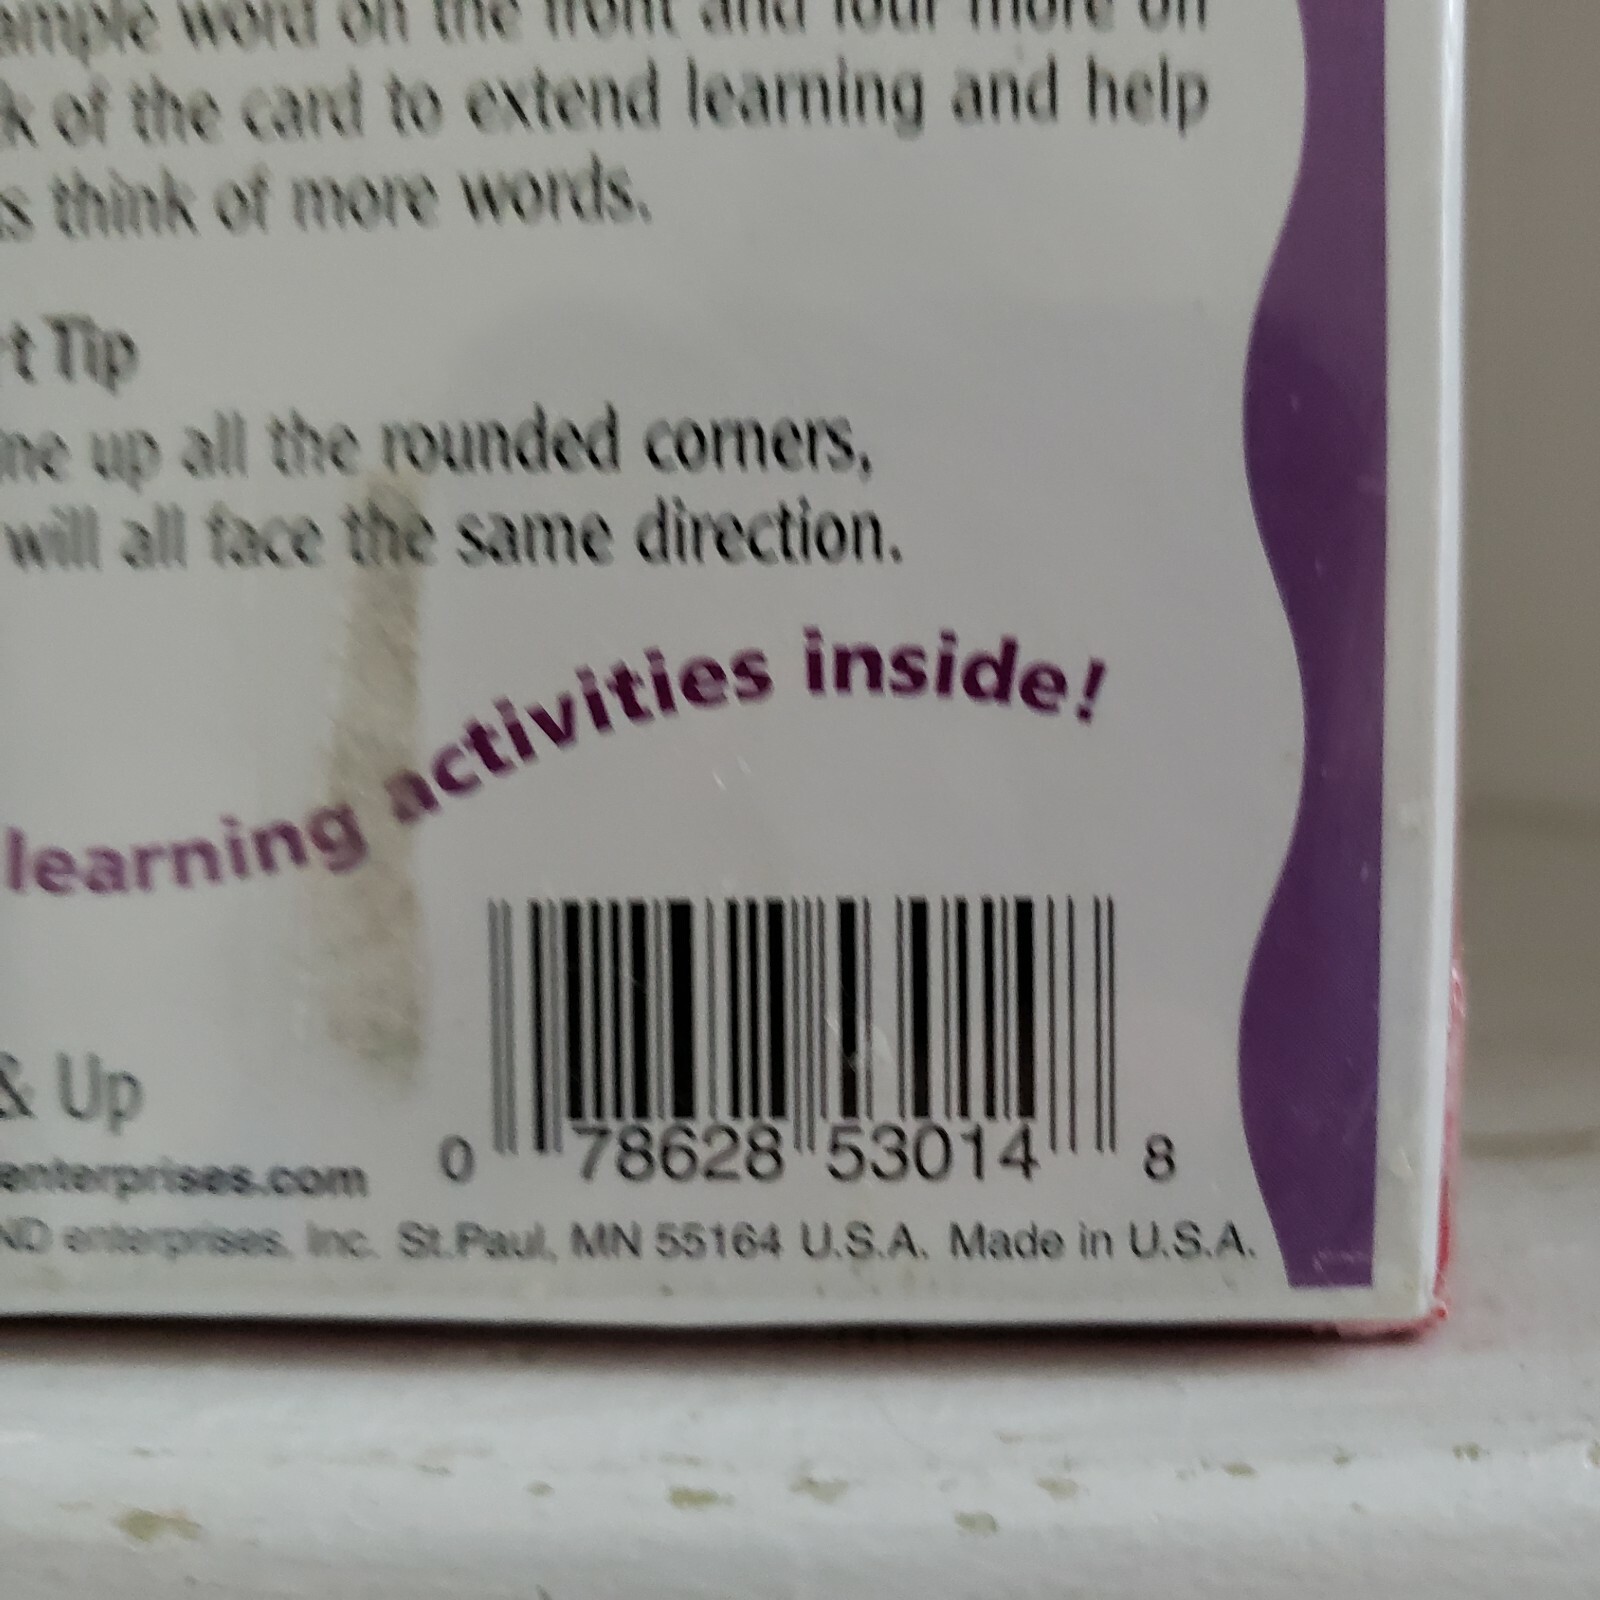 word on the front and four more on
of the card to extend learning and help
think of more words.
Tip
up all the rounded corners,
will all face the same direction.
learning activities inside!
& Up
0 78628 53014 8
enterprises.com
enterprises, Inc. St.Paul, MN 55164 U.S.A. Made in U.S.A.